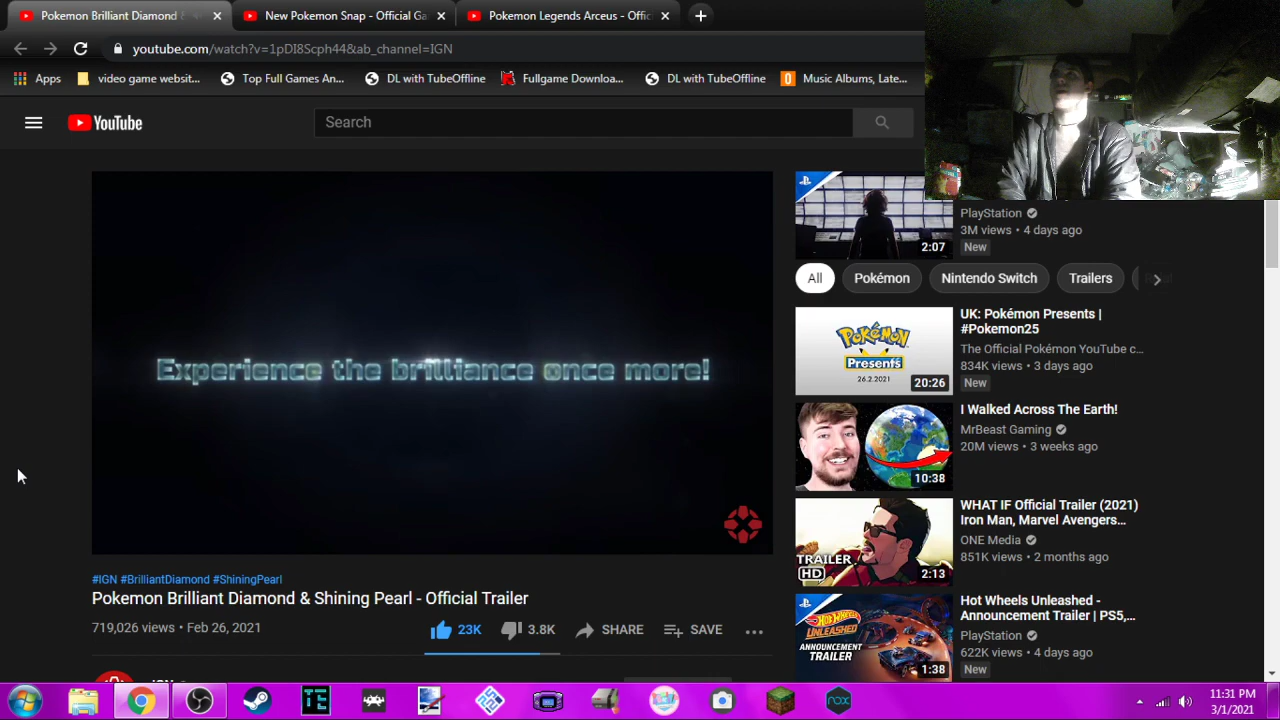 Pokemon Brilliant Diamond &
New Pokemon Snap - Official Ga
Pokemon Legends Arceus - Offic
youtube.com/watch?v=1pDI8Scph44&ab_channel=IGN
Apps
video game websit...
Top Full Games An...
DL with TubeOffline
Fullgame Downloa...
DL with TubeOffline
Music Albums, Late...
YouTube
Search
Experience the brilliance once more!
#IGN #BrilliantDiamond #ShiningPearl
Pokemon Brilliant Diamond & Shining Pearl - Official Trailer
719,026 views • Feb 26, 2021
23K
3.8K
SHARE
SAVE
2:07
PlayStation
3M views • 4 days ago
New
All
Pokémon
Nintendo Switch
Trailers
Pokémon
Presents
26.2.2021
20:26
UK: Pokémon Presents |
#Pokemon25
The Official Pokémon YouTube c...
834K views • 3 days ago
New
10:38
I Walked Across The Earth!
MrBeast Gaming
20M views • 3 weeks ago
TRAILER
HD
2:13
WHAT IF Official Trailer (2021)
Iron Man, Marvel Avengers...
ONE Media
851K views • 2 months ago
HOT WHEELS
UNLEASHED
ANNOUNCEMENT
TRAILER
1:38
Hot Wheels Unleashed -
Announcement Trailer | PS5,...
PlayStation
622K views • 4 days ago
New
nox
11:31 PM
3/1/2021